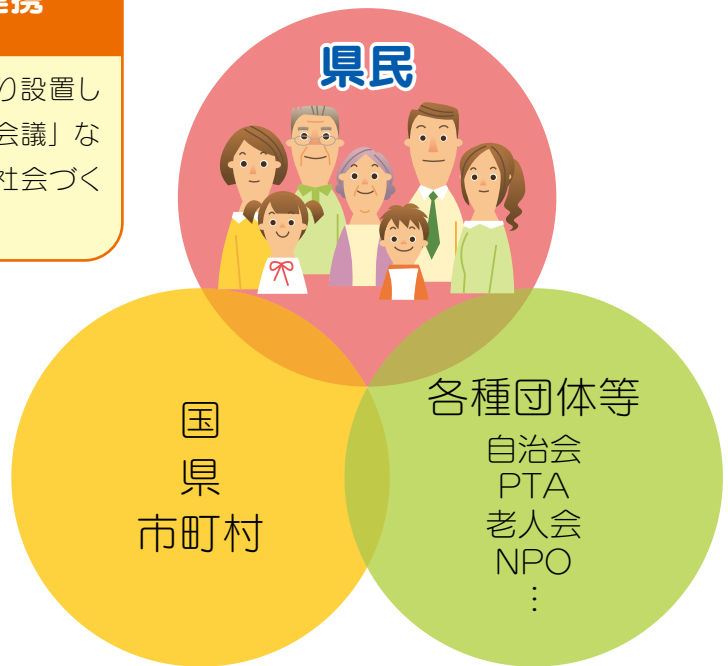 携
り設置し
会議」な
社会づく
県民
国
県
市町村
各種団体等
自治会
PTA
老人会
NPO
⋮